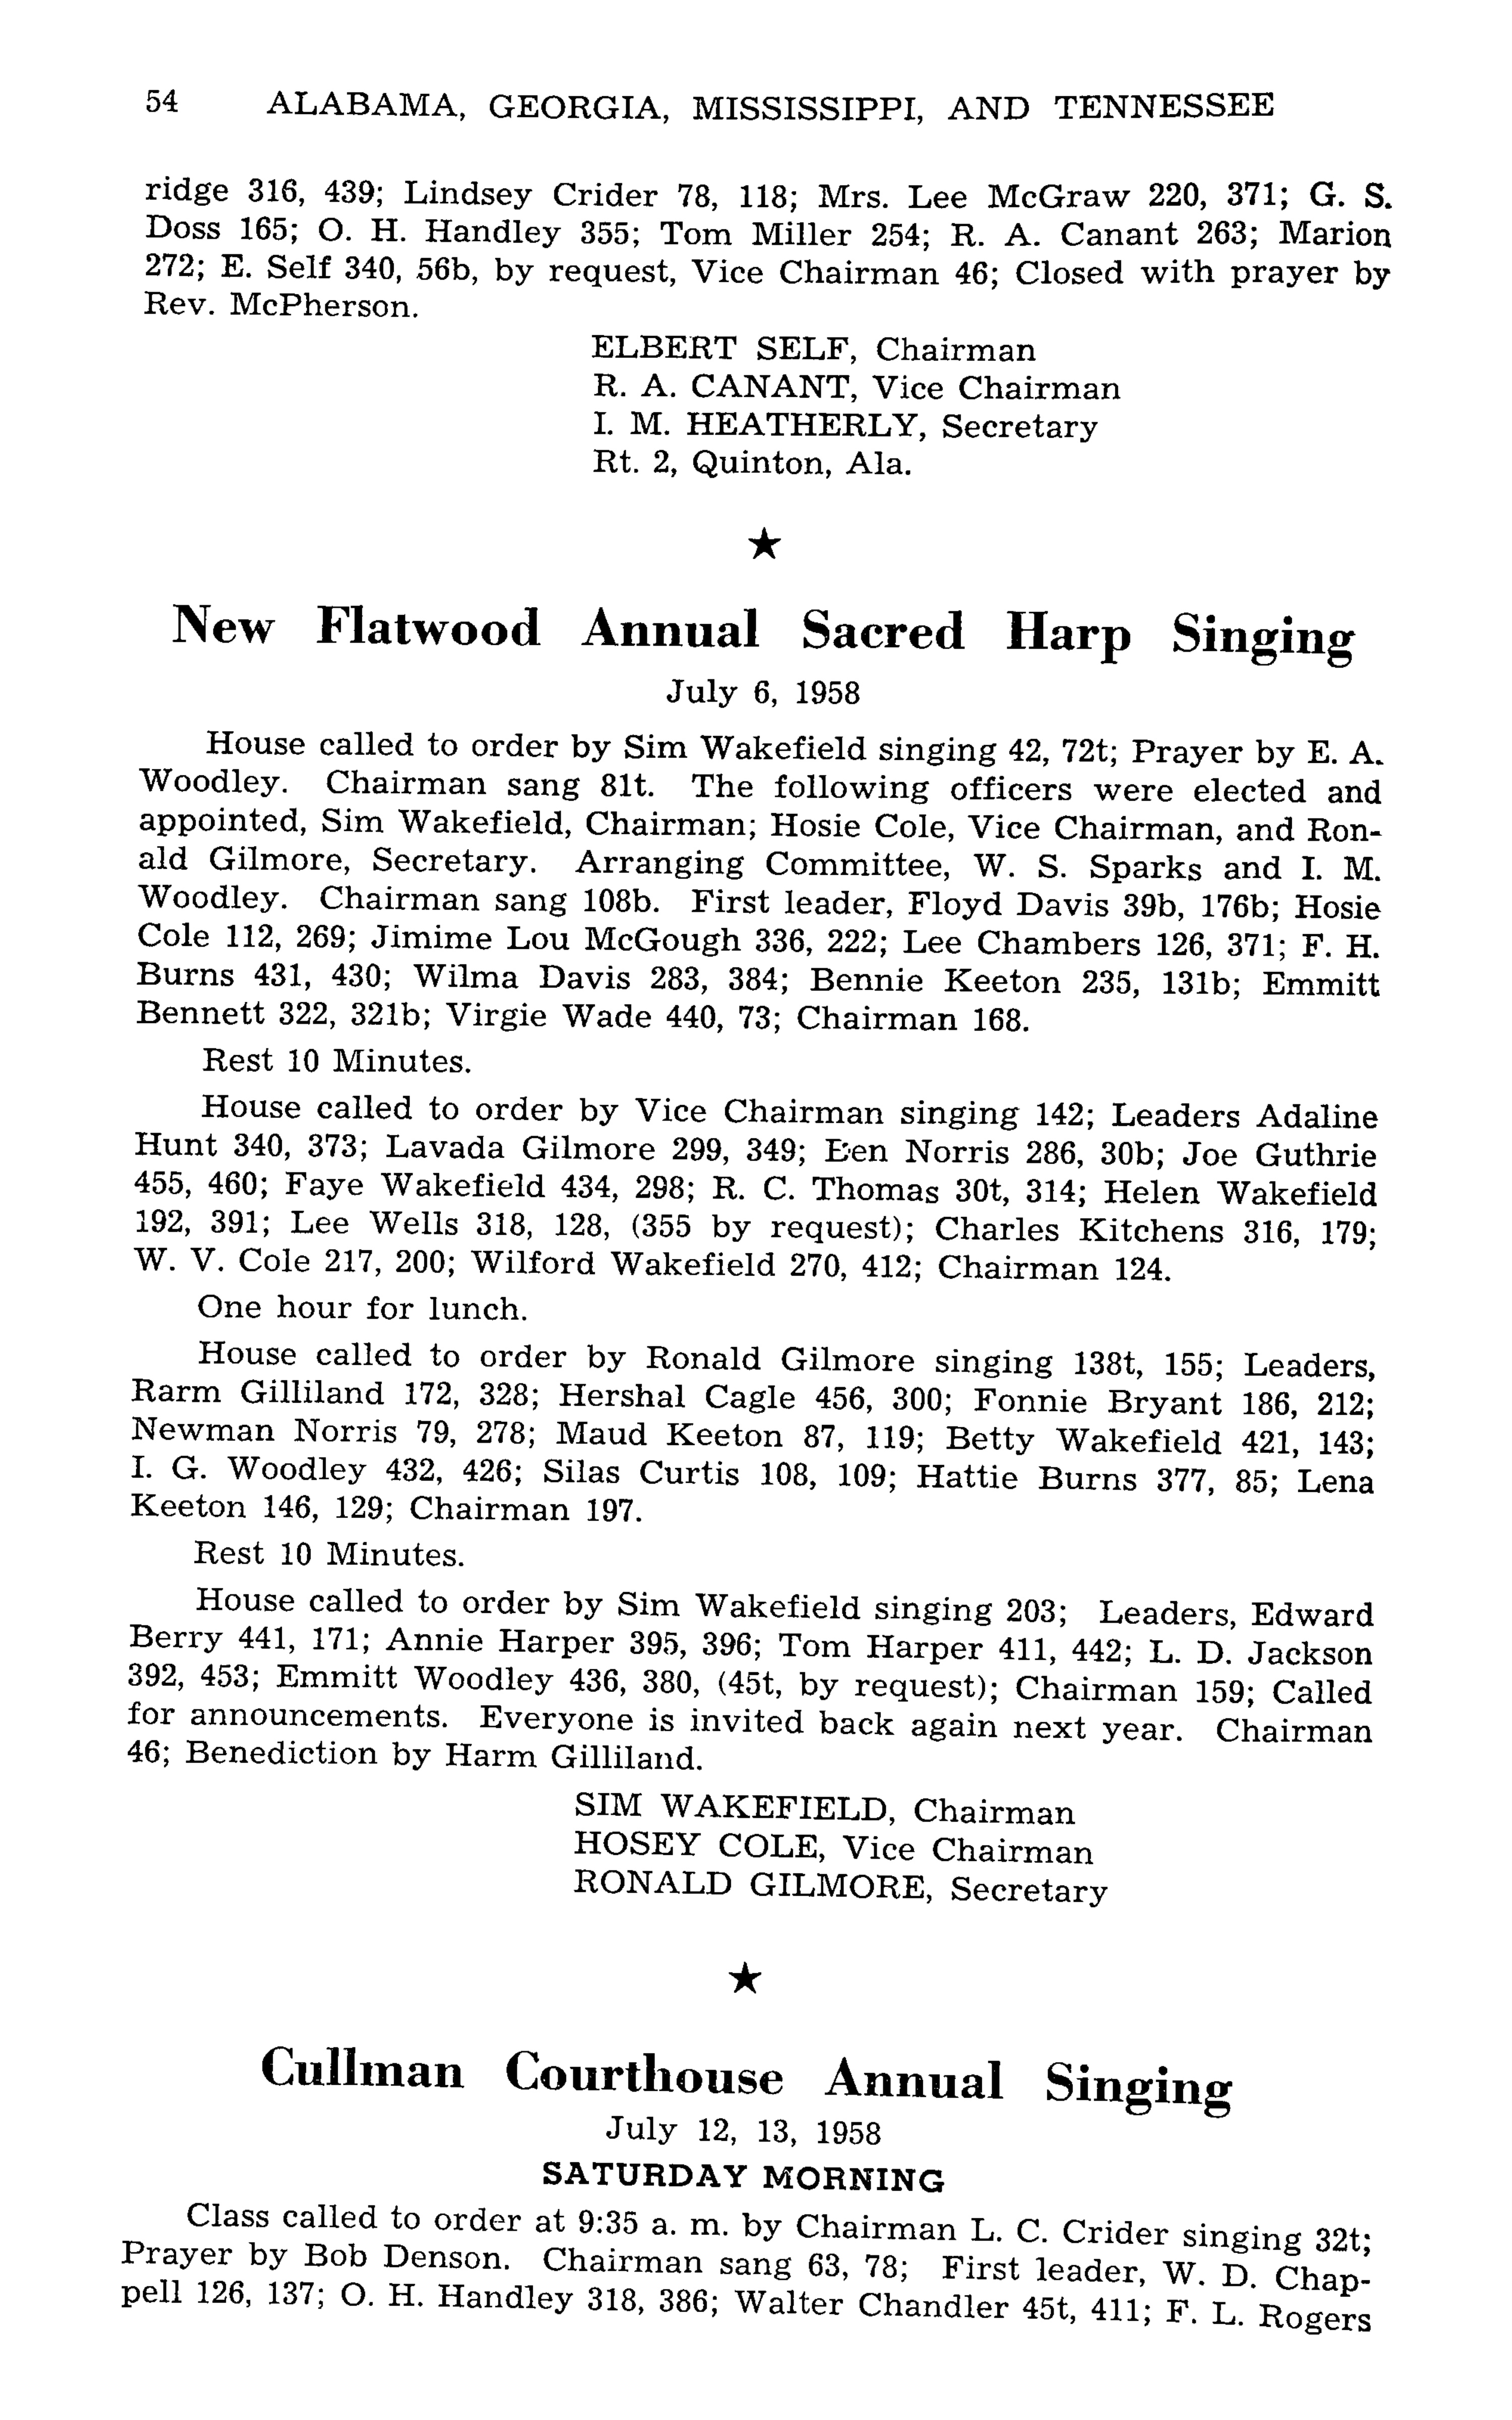 54 ALABAMA, GEORGIA, MISSISSIPPI, AND TENNESSEE
ridge 316, 439; Lindsey Crider 78, 118; Mrs. Lee McGraw 220, 371; G. S.
Doss 165; O. H. Handley 355; Tom Miller 254; R. A. Canant 263; Marion
272; E. Self 340, 56b, by request, Vice Chairman 46; Closed with prayer by
Rev. McPherson.
ELBERT SELF, Chairman
R. A. CANANT, Vice Chairman
I. M. HEATHERLY, Secretary
Rt. 2, Quinton, Ala.
★
New Flatwood Annual Sacred Harp Singing
July 6, 1958
House called to order by Sim Wakefield singing 42, 72t; Prayer by E. A.
Woodley. Chairman sang 81t. The following officers were elected and
appointed, Sim Wakefield, Chairman; Hosie Cole, Vice Chairman, and Ron-
ald Gilmore, Secretary. Arranging Committee, W. S. Sparks and I. M.
Woodley. Chairman sang 108b. First leader, Floyd Davis 39b, 176b; Hosie
Cole 112, 269; Jimime Lou McGough 336, 222; Lee Chambers 126, 371; F. H.
Burns 431, 430; Wilma Davis 283, 384; Bennie Keeton 235, 131b; Emmitt
Bennett 322, 321b; Virgie Wade 440, 73; Chairman 168.
Rest 10 Minutes.
House called to order by Vice Chairman singing 142; Leaders Adaline
Hunt 340, 373; Lavada Gilmore 299, 349; Een Norris 286, 30b; Joe Guthrie
455, 460; Faye Wakefield 434, 298; R. C. Thomas 30t, 314; Helen Wakefield
192, 391; Lee Wells 318, 128, (355 by request); Charles Kitchens 316, 179;
W. V. Cole 217, 200; Wilford Wakefield 270, 412; Chairman 124.
One hour for lunch.
House called to order by Ronald Gilmore singing 138t, 155; Leaders,
Rarm Gilliland 172, 328; Hershal Cagle 456, 300; Fonnie Bryant 186, 212;
Newman Norris 79, 278; Maud Keeton 87, 119; Betty Wakefield 421, 143;
I. G. Woodley 432, 426; Silas Curtis 108, 109; Hattie Burns 377, 85; Lena
Keeton 146, 129; Chairman 197.
Rest 10 Minutes.
House called to order by Sim Wakefield singing 203; Leaders, Edward
Berry 441, 171; Annie Harper 395, 396; Tom Harper 411, 442; L. D. Jackson
392, 453; Emmitt Woodley 436, 380, (45t, by request); Chairman 159; Called
for announcements. Everyone is invited back again next year. Chairman
46; Benediction by Harm Gilliland.
SIM WAKEFIELD, Chairman
HOSEY COLE, Vice Chairman
RONALD GILMORE, Secretary
★
Cullman Courthouse Annual Singing
July 12, 13, 1958
SATURDAY MORNING
Class called to order at 9:35 a. m. by Chairman L. C. Crider singing 32t;
Prayer by Bob Denson. Chairman sang 63, 78; First leader, W. D. Chap-
pell 126, 137; O. H. Handley 318, 386; Walter Chandler 45t, 411; F. L. Rogers